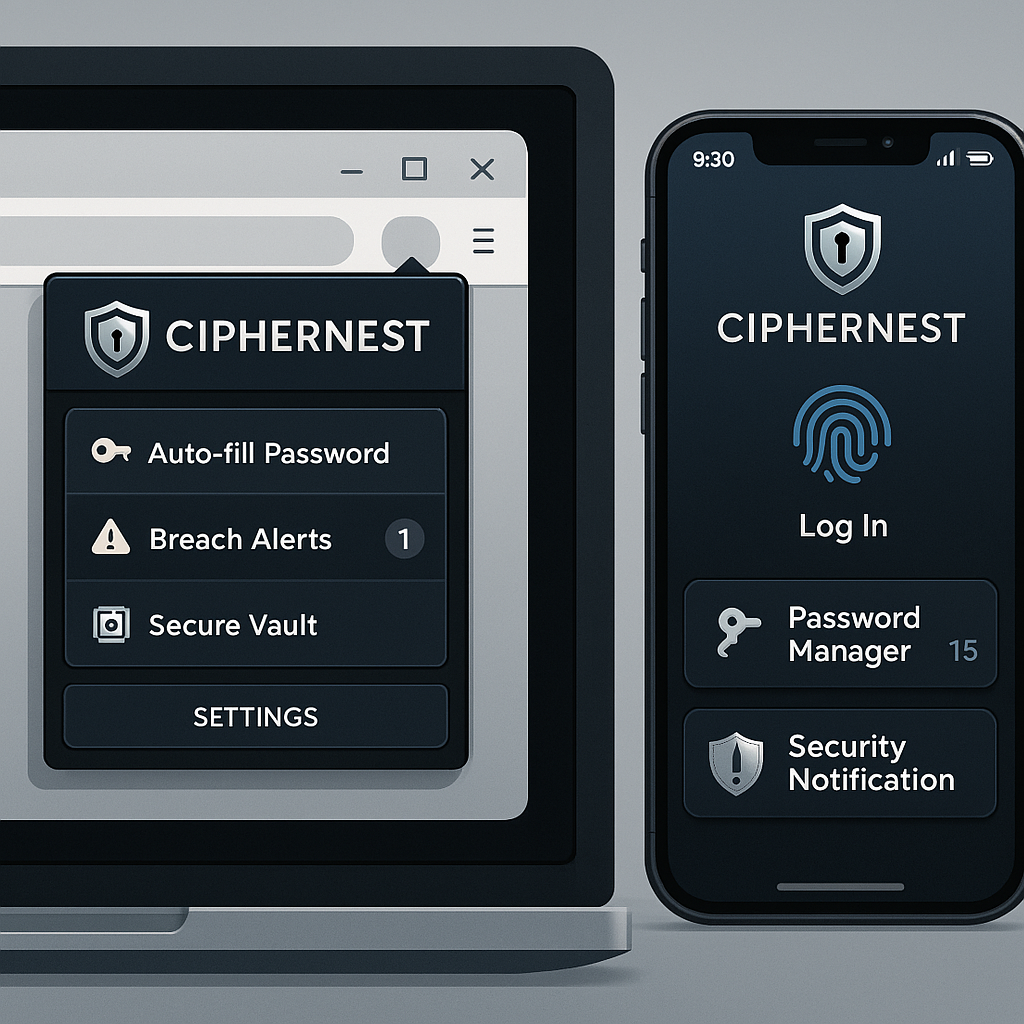 CIPHERNEST
Auto-fill Password
Breach Alerts 1
Secure Vault
SETTINGS
9:30
CIPHERNEST
Log In
Password
Manager 15
Security
Notification